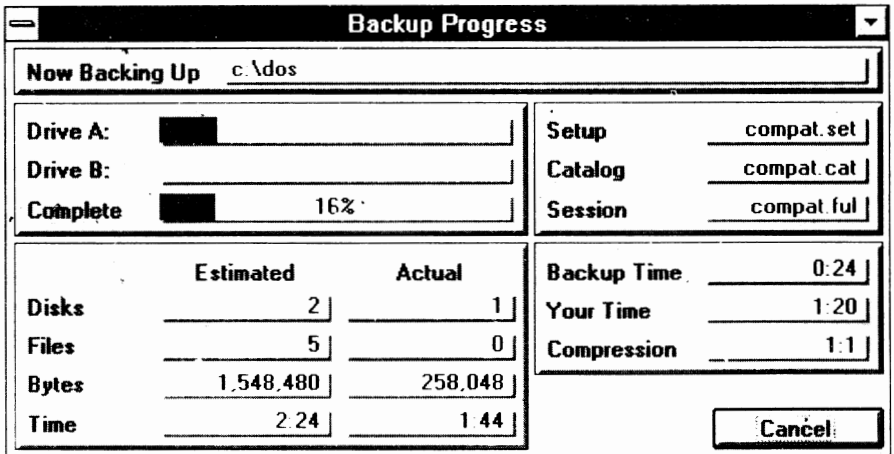 Backup Progress
Now Backing Up c:\dos
Drive A:
Drive B:
Complete 16%
Setup compat.set
Catalog compat.cat
Session compat.ful
Estimated Actual
Disks 2 1
Files 5 0
Bytes 1,548,480 258,048
Time 2:24 1:44
Backup Time 0:24
Your Time 1:20
Compression 1:1
Cancel